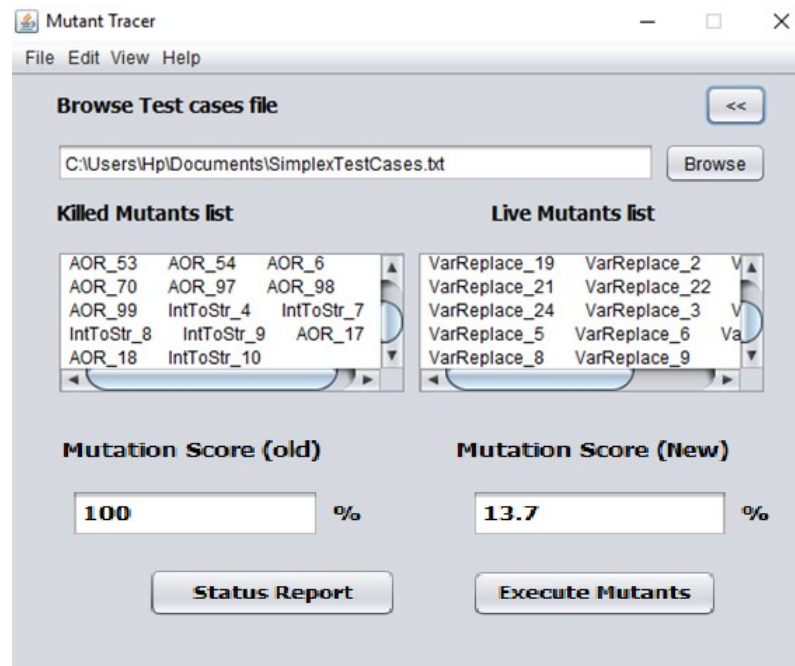 Mutant Tracer
File Edit View Help
Browse Test cases file
<<
C:\Users\Hp\Documents\SimplexTestCases.txt
Browse
Killed Mutants list
AOR_53 AOR_54 AOR_6
AOR_70 AOR_97 AOR_98
AOR_99 IntToStr_4 IntToStr_7
IntToStr_8 IntToStr_9 AOR_17
AOR_18 IntToStr_10
Live Mutants list
VarReplace_19 VarReplace_2 V
VarReplace_21 VarReplace_22
VarReplace_24 VarReplace_3 V
VarReplace_5 VarReplace_6 Va
VarReplace_8 VarReplace_9
Mutation Score (old)
100 %
Mutation Score (New)
13.7 %
Status Report
Execute Mutants